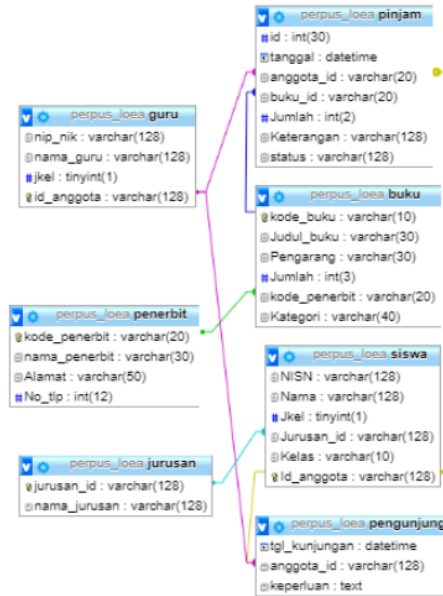 perpus_loea pinjam
id : int(30)
tanggal : datetime
anggota_id : varchar(20)
buku_id : varchar(20)
Jumlah : int(2)
Keterangan : varchar(128)
status : varchar(128)
perpus_loea guru
nip_nik : varchar(128)
nama_guru : varchar(128)
jkel : tinyint(1)
id_anggota : varchar(128)
perpus_loea buku
kode_buku : varchar(10)
Judul_buku : varchar(30)
Pengarang : varchar(30)
Jumlah : int(3)
kode_penerbit : varchar(20)
Kategori : varchar(40)
perpus_loea penerbit
kode_penerbit : varchar(20)
nama_penerbit : varchar(30)
Alamat : varchar(50)
No_tlp : int(12)
perpus_loea siswa
NISN : varchar(128)
Nama : varchar(128)
Jkel : tinyint(1)
Jurusan_id : varchar(128)
Kelas : varchar(10)
Id_anggota : varchar(128)
perpus_loea jurusan
jurusan_id : varchar(128)
nama_jurusan : varchar(128)
perpus_loea pengunjung
tgl_kunjungan : datetime
anggota_id : varchar(128)
keperluan : text